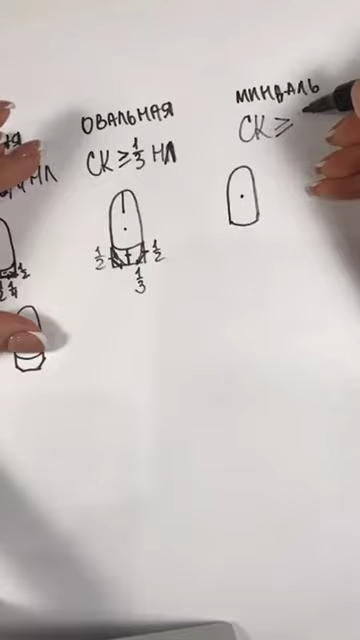 ОВАЛЬНАЯ
СК ≥ 1/3 НЛ
1/2 1/2
1/3
МИНДАЛЬ
СК ≥